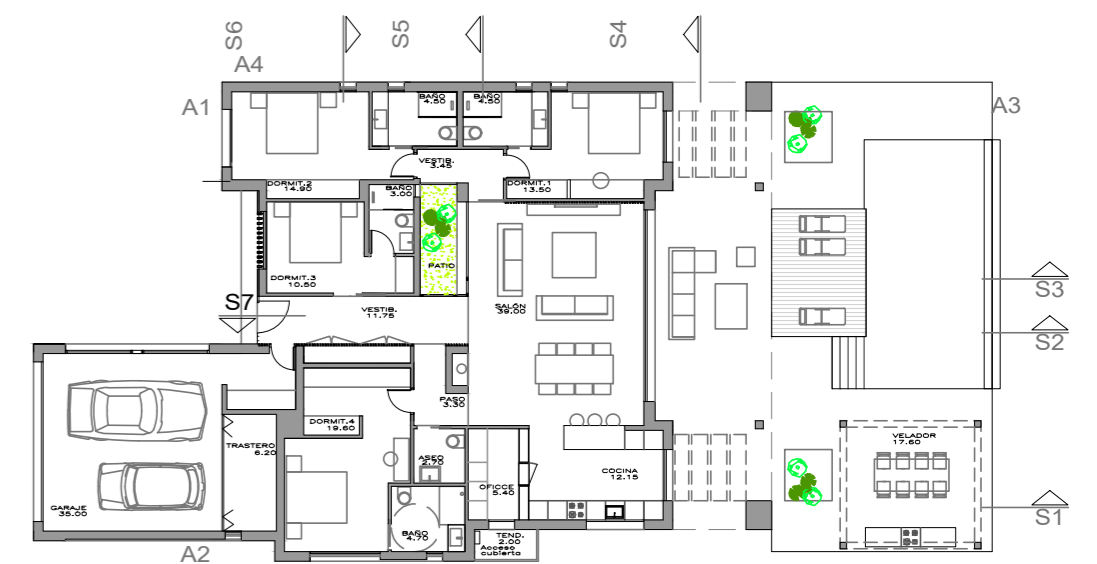 S6
S5
S4
A4
A1
A3
BAÑO
4.50
BAÑO
4.50
VESTIB.
3.45
DORMIT.2
14.90
BAÑO
3.00
DORMIT.1
13.50
PATIO
DORMIT.3
10.50
S7
VESTIB.
11.75
SALÓN
39.00
S3
S2
PASO
3.30
DORMIT.4
19.60
TRASTERO
6.20
ASEO
2.70
VELADOR
17.60
COCINA
12.15
OFICCE
5.40
GARAJE
35.00
BAÑO
4.70
TEND.
2.00
Acceso
cubierta
S1
A2